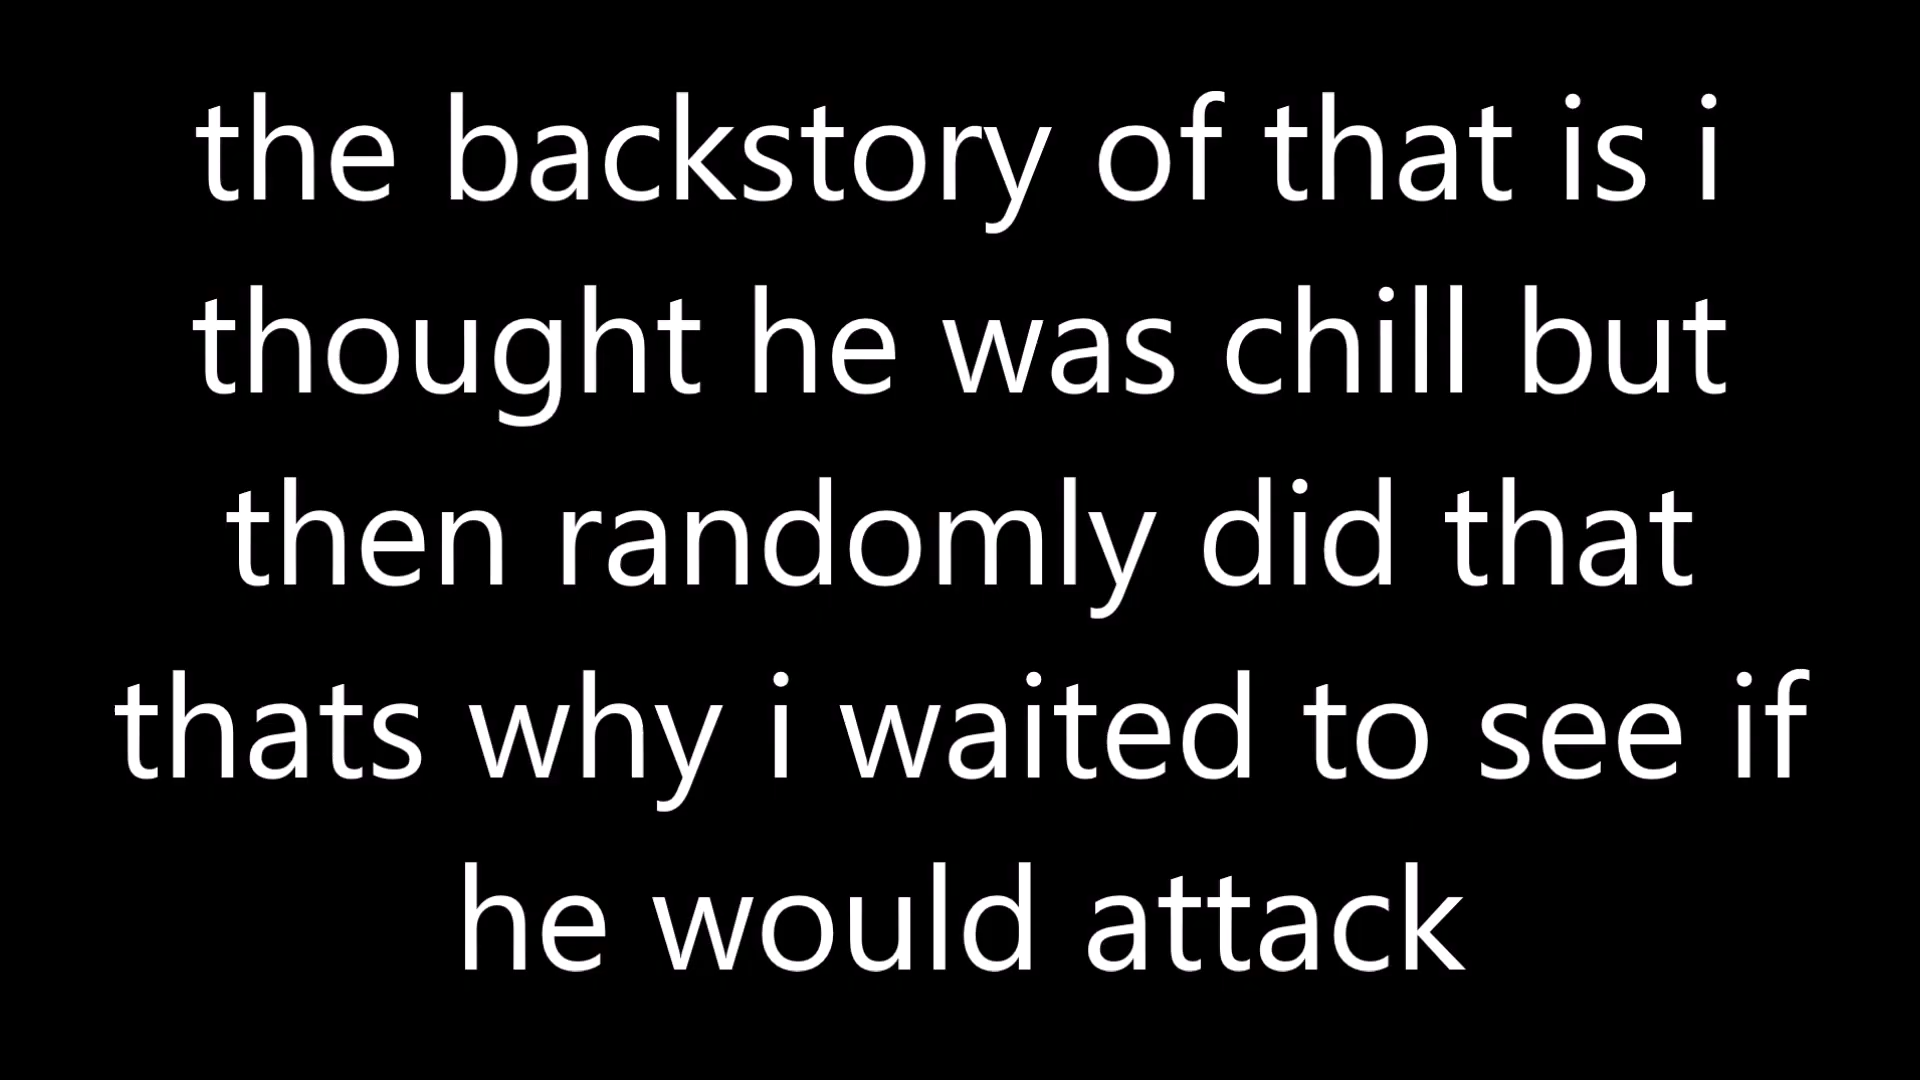 the backstory of that is i
thought he was chill but
then randomly did that
thats why i waited to see if
he would attack